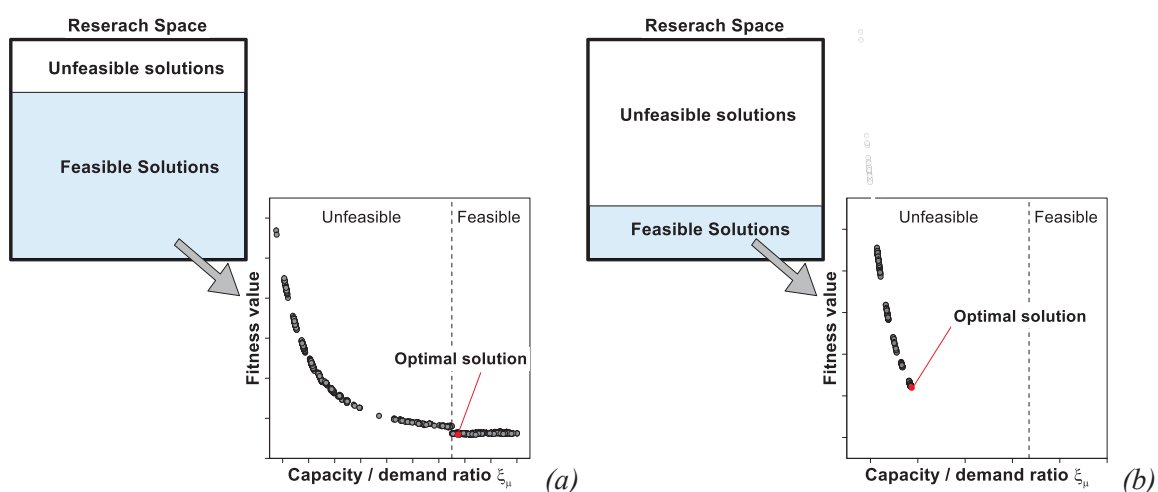 Reserach Space
Unfeasible solutions
Feasible Solutions
Unfeasible
Feasible
Optimal solution
Fitness value
Capacity / demand ratio ξμ
(a)
Reserach Space
Unfeasible solutions
Feasible Solutions
Unfeasible
Feasible
Optimal solution
Fitness value
Capacity / demand ratio ξμ
(b)